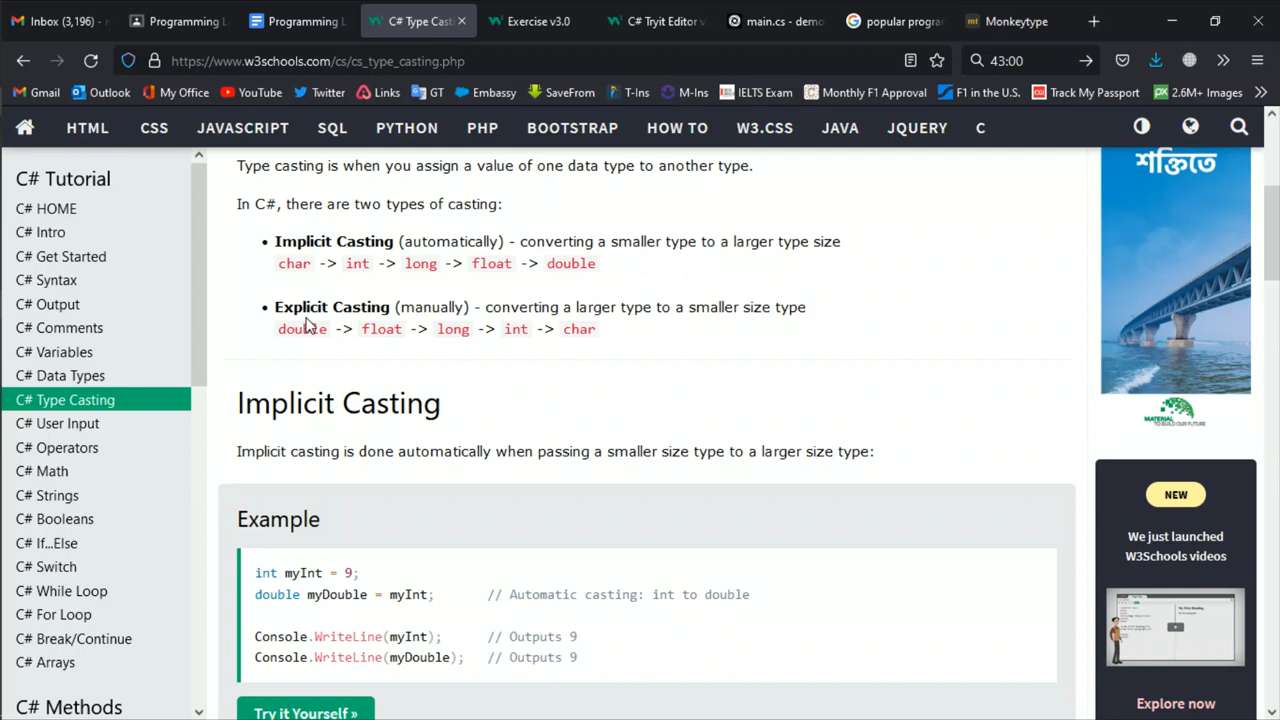 Inbox (3,196)
Programming L
Programming L
C# Type Casti
Exercise v3.0
C# Tryit Editor v
main.cs - demo
popular progra
Monkeytype
https://www.w3schools.com/cs/cs_type_casting.php
43:00
Gmail
Outlook
My Office
YouTube
Twitter
Links
GT
Embassy
SaveFrom
T-Ins
M-Ins
IELTS Exam
Monthly F1 Approval
F1 in the U.S.
Track My Passport
2.6M+ Images
HTML
CSS
JAVASCRIPT
SQL
PYTHON
PHP
BOOTSTRAP
HOW TO
W3.CSS
JAVA
JQUERY
C
C# Tutorial
C# HOME
C# Intro
C# Get Started
C# Syntax
C# Output
C# Comments
C# Variables
C# Data Types
C# Type Casting
C# User Input
C# Operators
C# Math
C# Strings
C# Booleans
C# If...Else
C# Switch
C# While Loop
C# For Loop
C# Break/Continue
C# Arrays
C# Methods
Type casting is when you assign a value of one data type to another type.
In C#, there are two types of casting:
• Implicit Casting (automatically) - converting a smaller type to a larger type size
char -> int -> long -> float -> double
• Explicit Casting (manually) - converting a larger type to a smaller size type
double -> float -> long -> int -> char
Implicit Casting
Implicit casting is done automatically when passing a smaller size type to a larger size type:
Example
int myInt = 9;
double myDouble = myInt; // Automatic casting: int to double
Console.WriteLine(myInt); // Outputs 9
Console.WriteLine(myDouble); // Outputs 9
Try it Yourself »
শক্তিতে
MATERIAL
TO BUILD OUR FUTURE
NEW
We just launched
W3Schools videos
Explore now